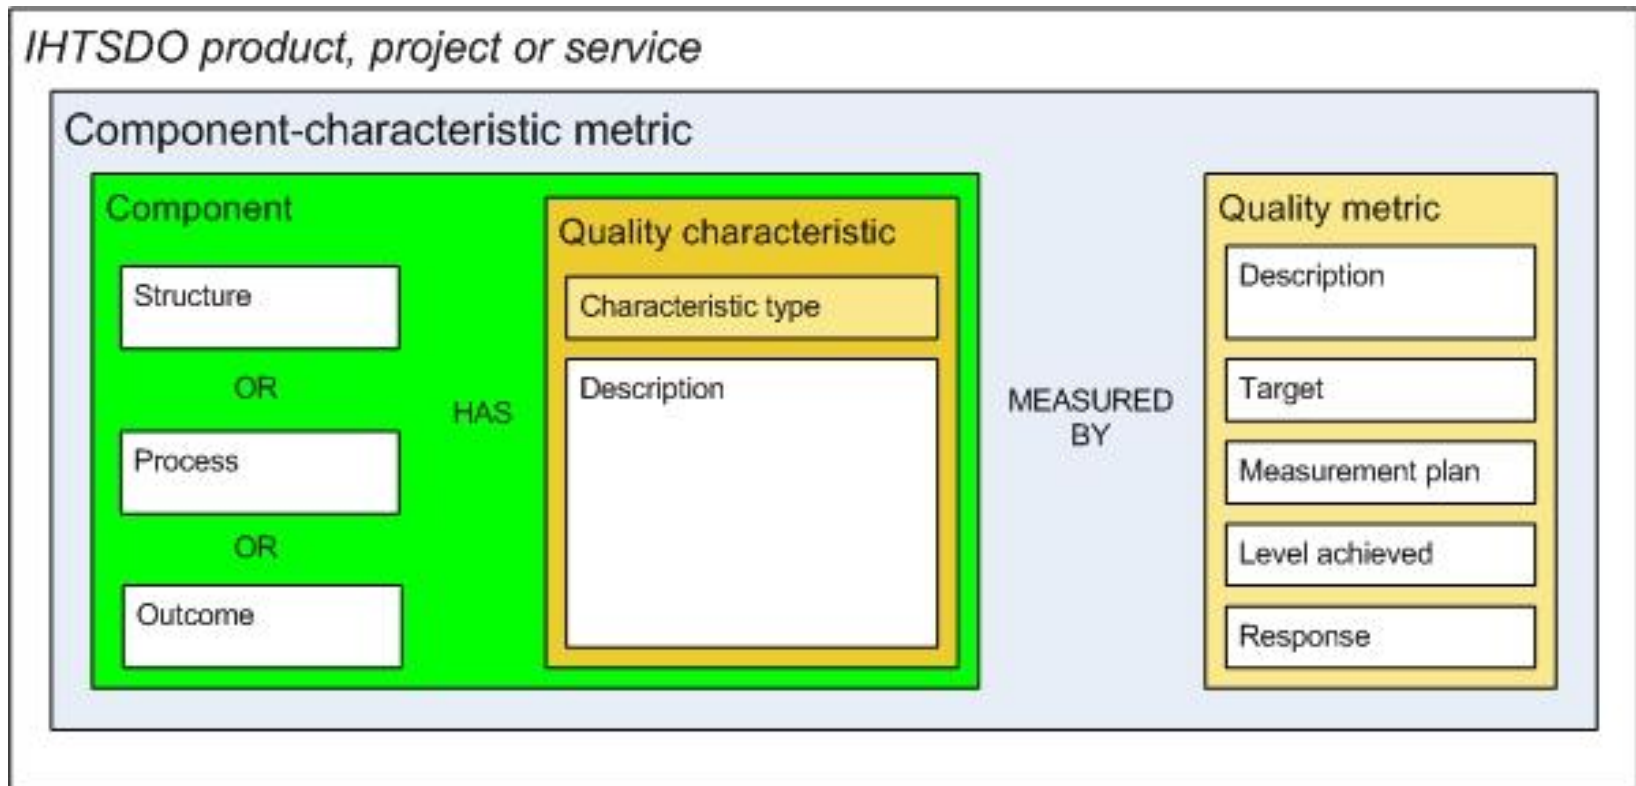 IHTSDO product, project or service
Component-characteristic metric
Component
Structure
OR
Process
OR
Outcome
HAS
Quality characteristic
Characteristic type
Description
MEASURED
BY
Quality metric
Description
Target
Measurement plan
Level achieved
Response